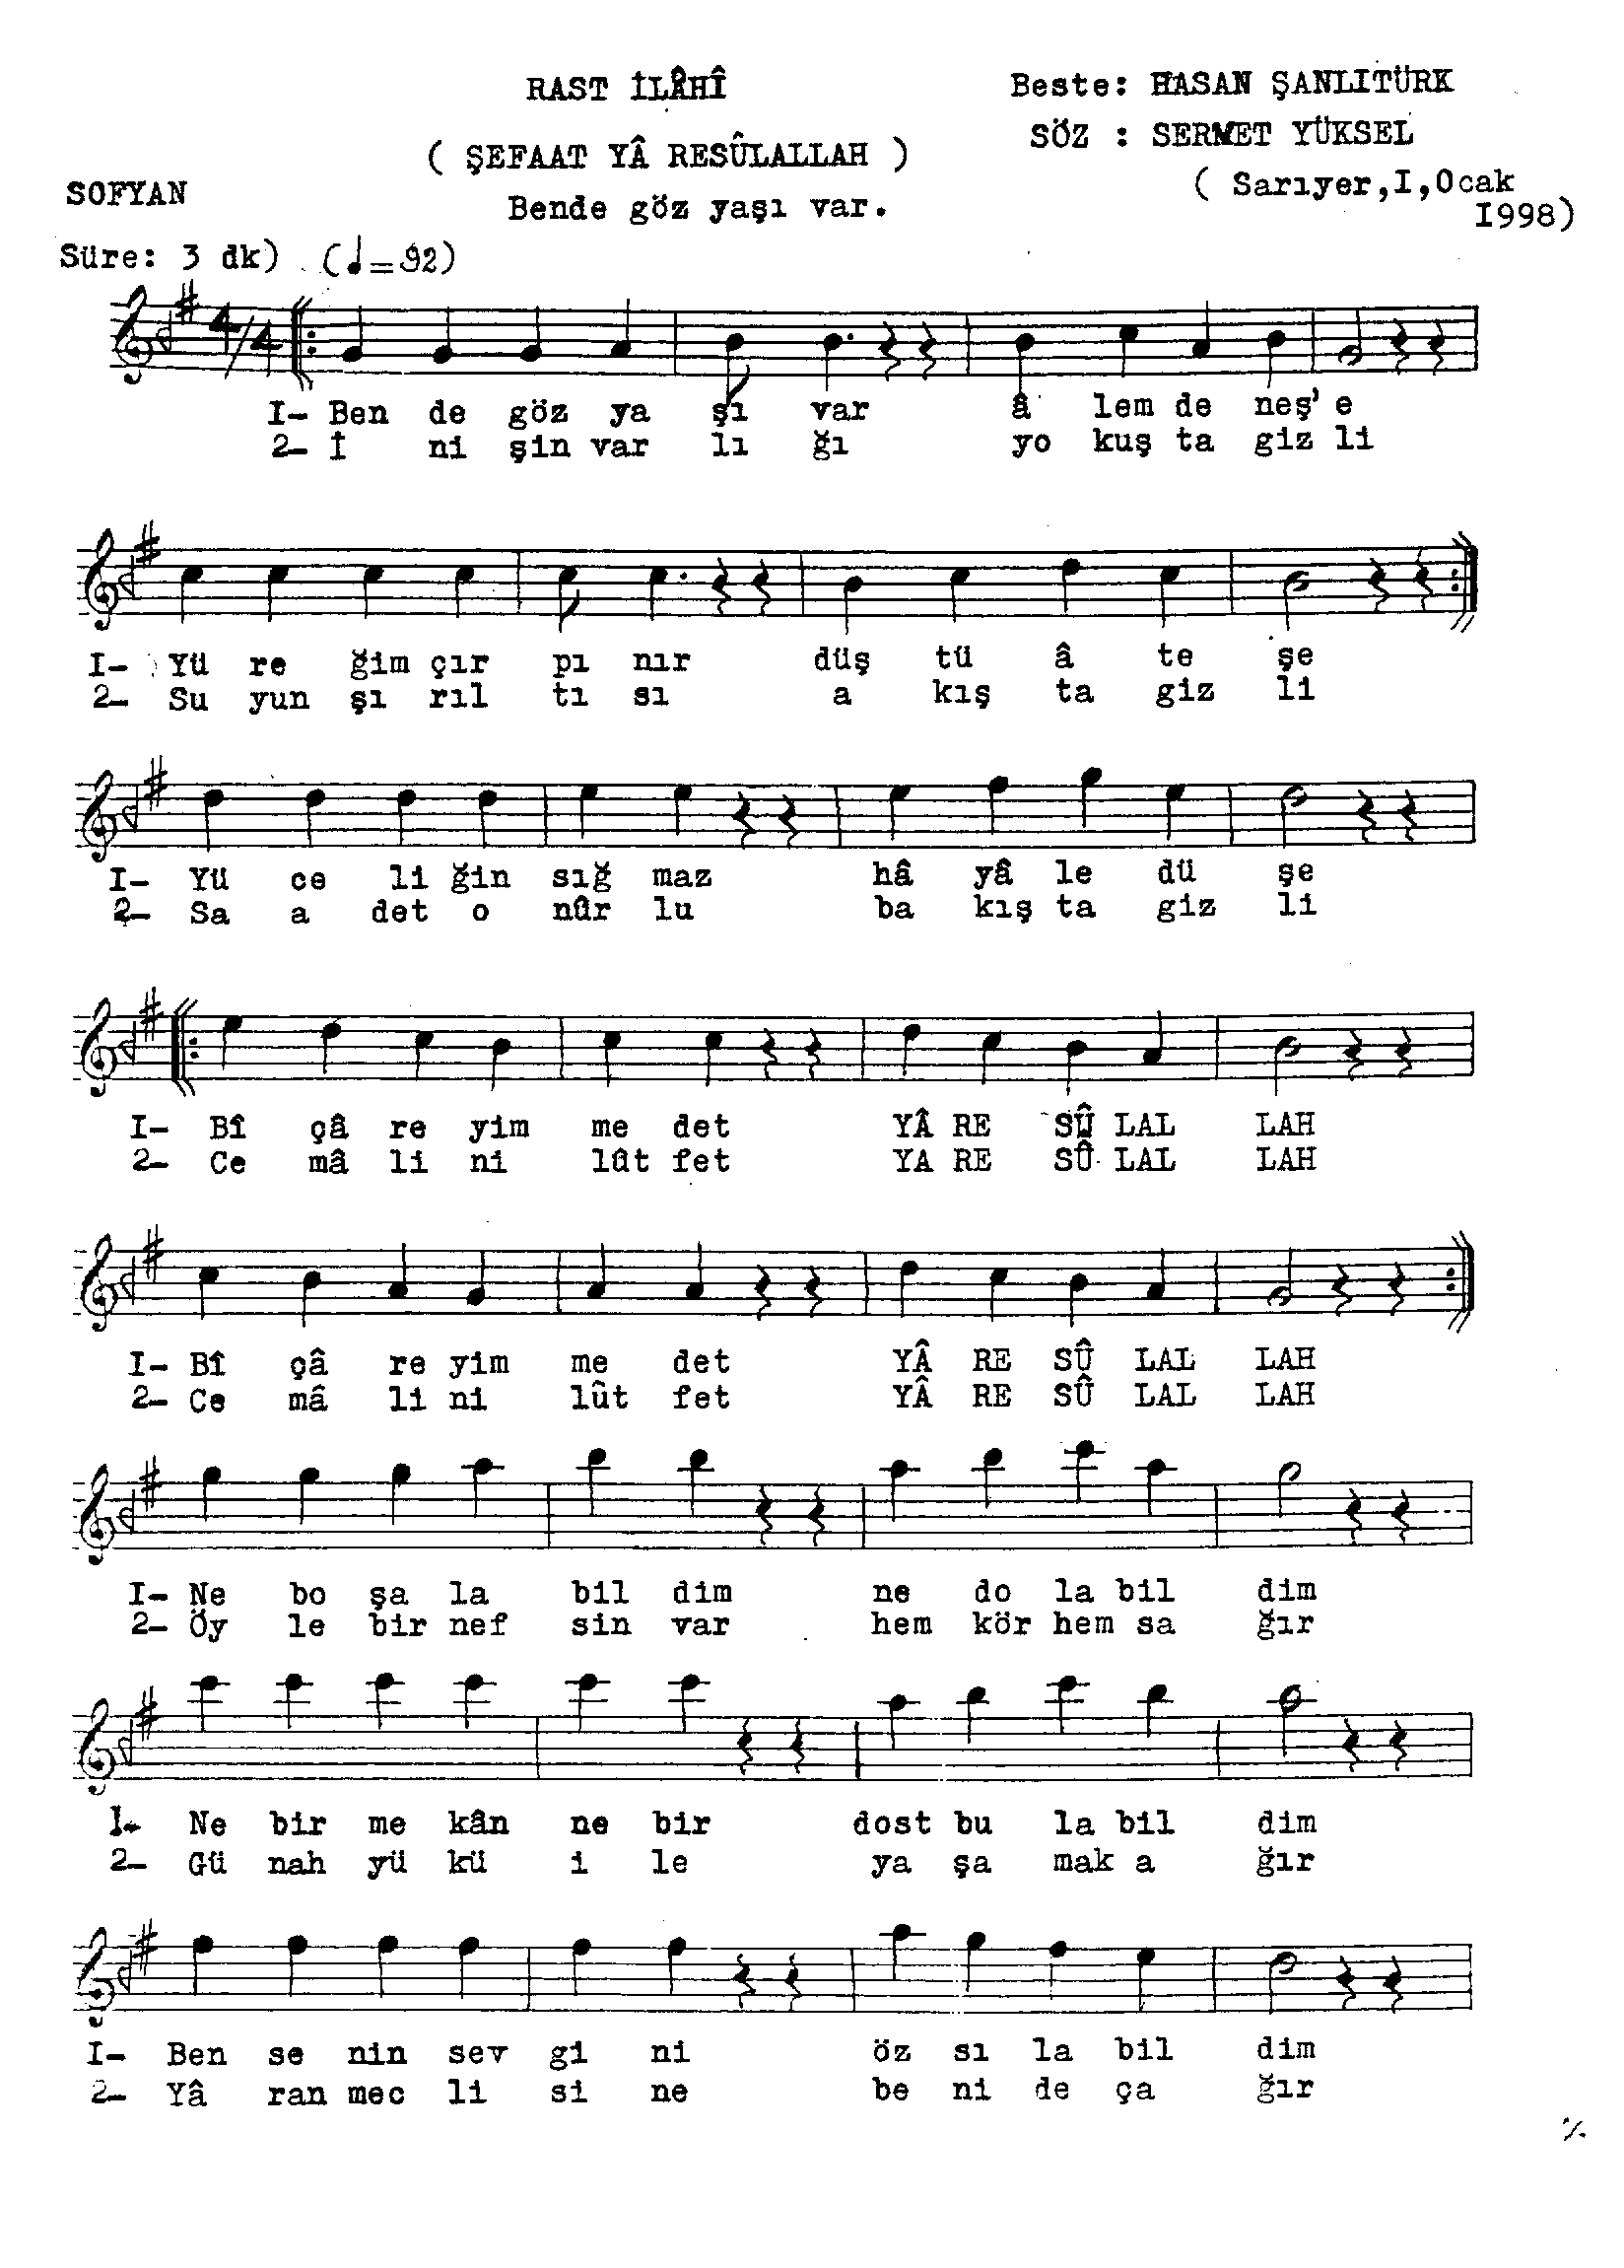 RAST İLÂHÎ
Beste: HASAN ŞANLITÜRK
( ŞEFAAT YÂ RESÛLALLAH )
SÖZ : SERMET YÜKSEL
SOFYAN
Bende göz yaşı var.
( Sarıyer,I,Ocak
I998)
Süre: 3 dk) (♩=92)
4/4
I- Ben de göz ya şı var â lem de neş' e
2- İ ni şin var lı ğı yo kuş ta giz li
I- Yü re ğim çır pı nır düş tü â te şe
2- Su yun şı rıl tı sı a kış ta giz li
I- Yü ce li ğin sığ maz hâ yâ le dü şe
2- Sa a det o nûr lu ba kış ta giz li
I- Bî çâ re yim me det YÂ RE SÛ LAL LAH
2- Ce mâ li ni lût fet YA RE SÛ LAL LAH
I- Bî çâ re yim me det YÂ RE SÛ LAL LAH
2- Ce mâ li ni lût fet YÂ RE SÛ LAL LAH
I- Ne bo şa la bil dim ne do la bil dim
2- Öy le bir nef sin var hem kör hem sa ğır
1- Ne bir me kân ne bir dost bu la bil dim
2- Gü nah yü kü i le ya şa mak a ğır
I- Ben se nin sev gi ni öz sı la bil dim
2- Yâ ran mec li si ne be ni de ça ğır
./.